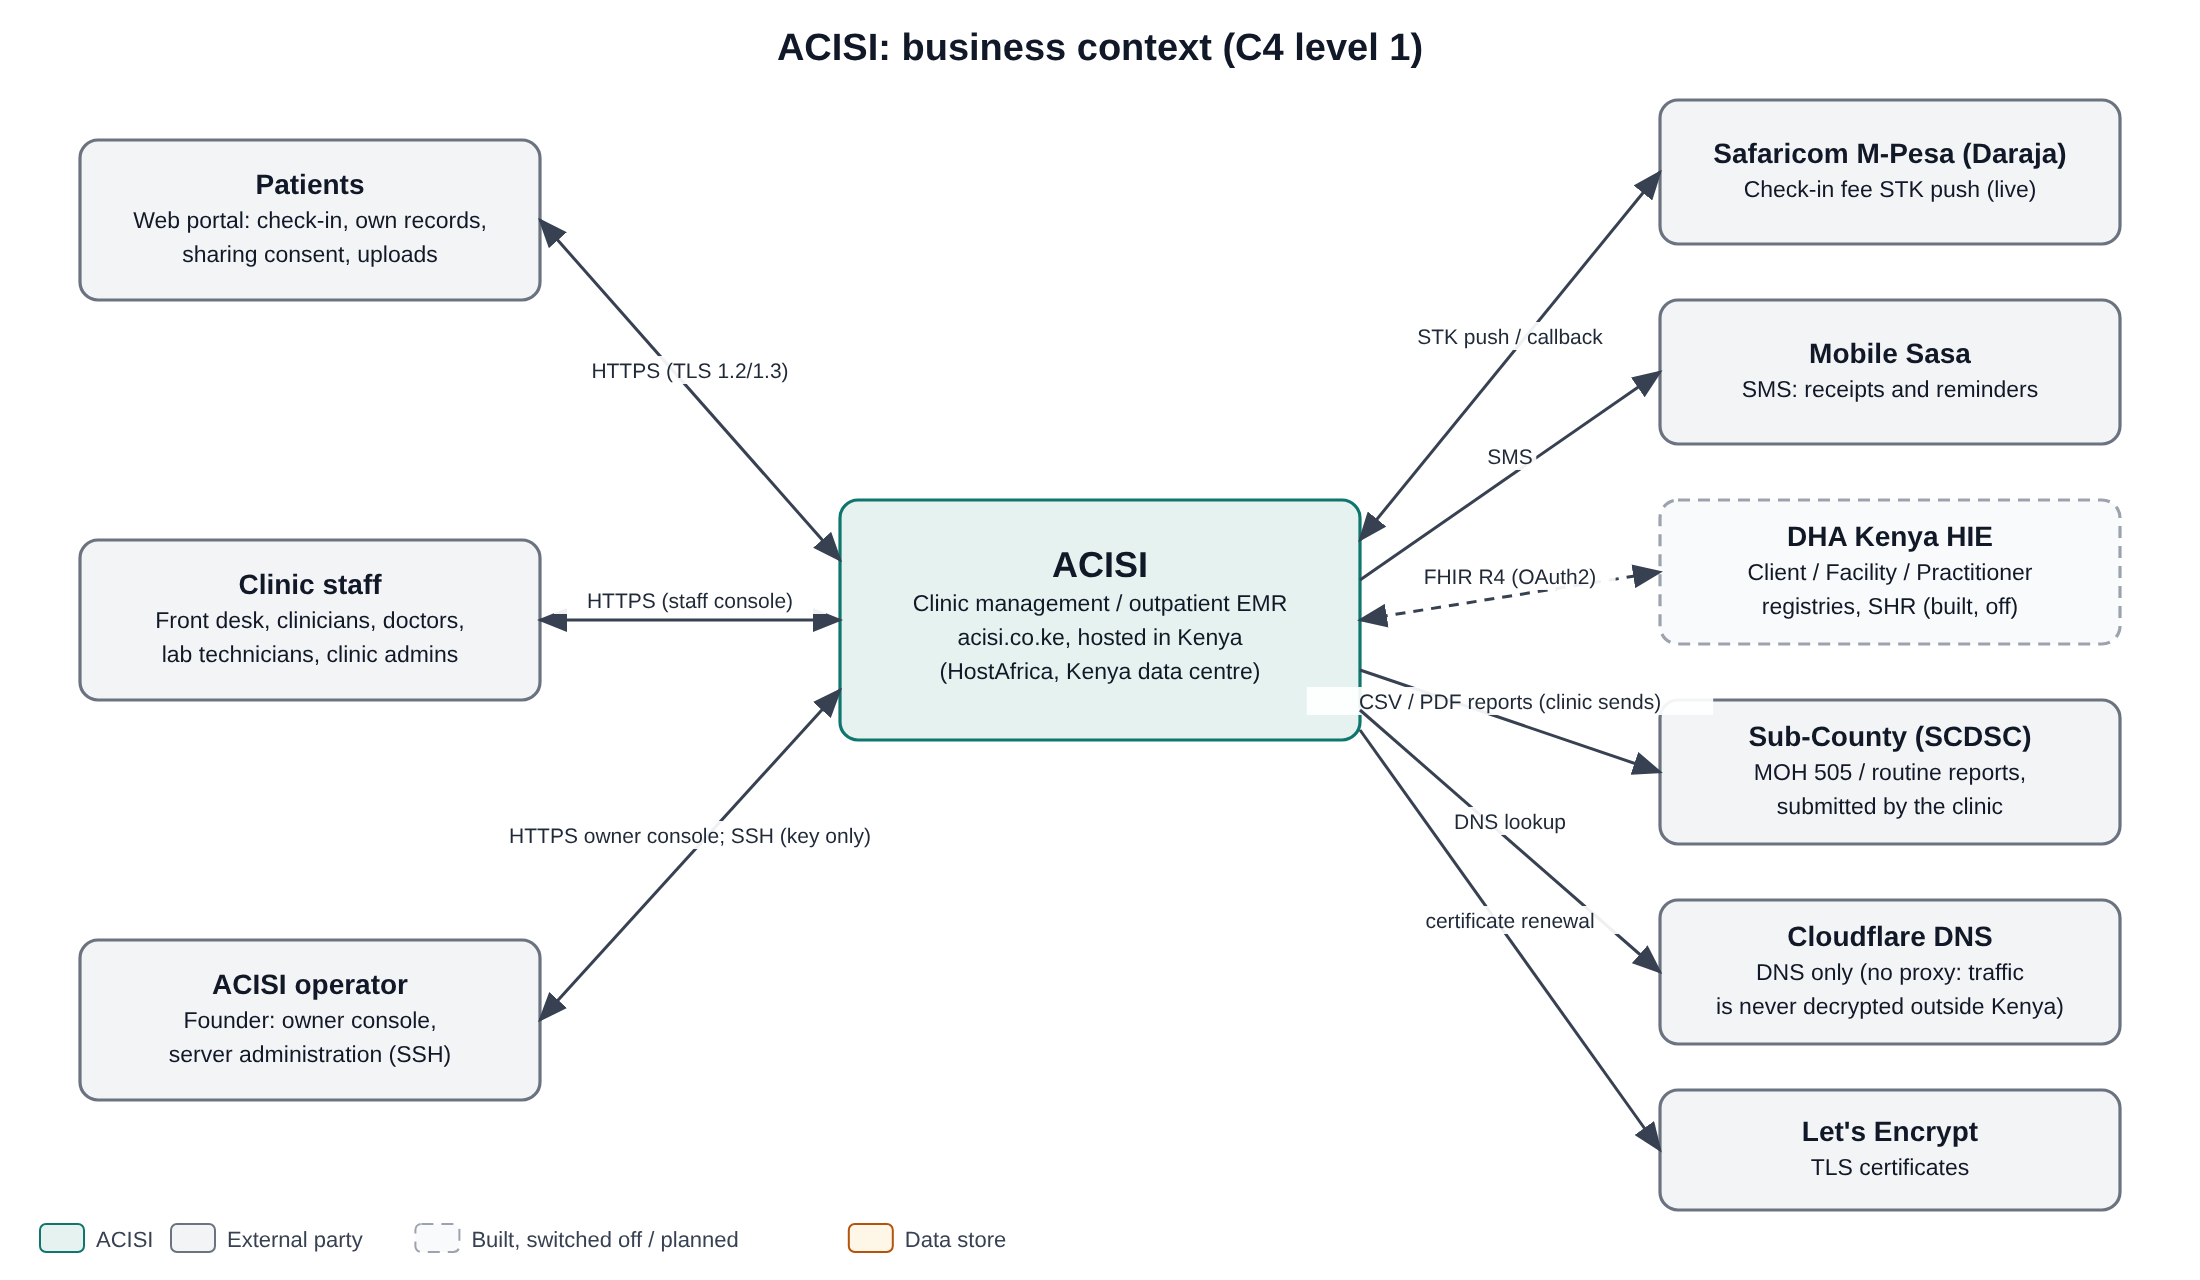 ACISI: business context (C4 level 1)
Patients
Web portal: check-in, own records,
sharing consent, uploads
Clinic staff
Front desk, clinicians, doctors,
lab technicians, clinic admins
ACISI operator
Founder: owner console,
server administration (SSH)
HTTPS (TLS 1.2/1.3)
HTTPS (staff console)
HTTPS owner console; SSH (key only)
ACISI
Clinic management / outpatient EMR
acisi.co.ke, hosted in Kenya
(HostAfrica, Kenya data centre)
STK push / callback
SMS
FHIR R4 (OAuth2)
CSV / PDF reports (clinic sends)
DNS lookup
certificate renewal
Safaricom M-Pesa (Daraja)
Check-in fee STK push (live)
Mobile Sasa
SMS: receipts and reminders
DHA Kenya HIE
Client / Facility / Practitioner
registries, SHR (built, off)
Sub-County (SCDSC)
MOH 505 / routine reports,
submitted by the clinic
Cloudflare DNS
DNS only (no proxy: traffic
is never decrypted outside Kenya)
Let's Encrypt
TLS certificates
ACISI
External party
Built, switched off / planned
Data store